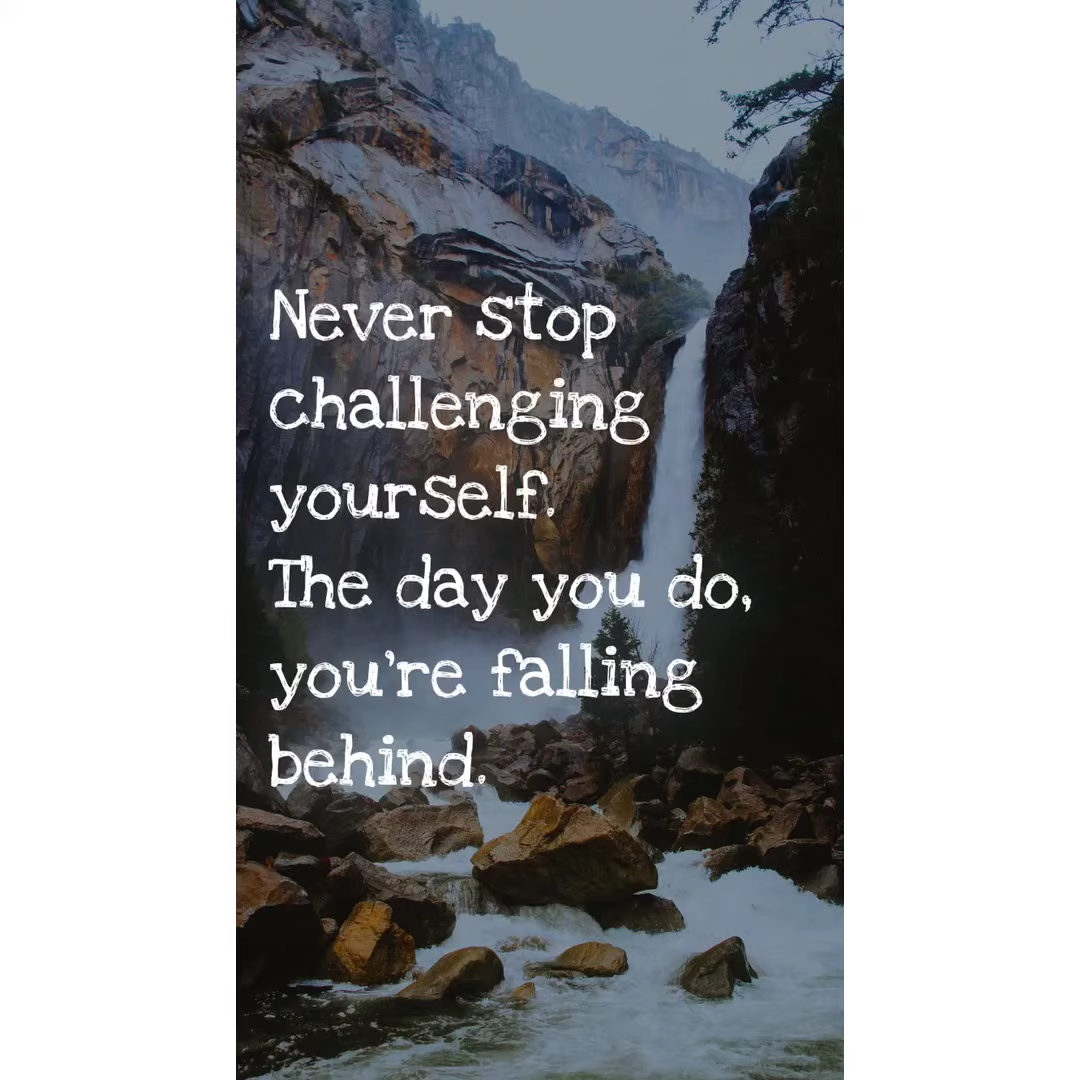 Never stop
challenging
yourself.
The day you do,
you're falling
behind.